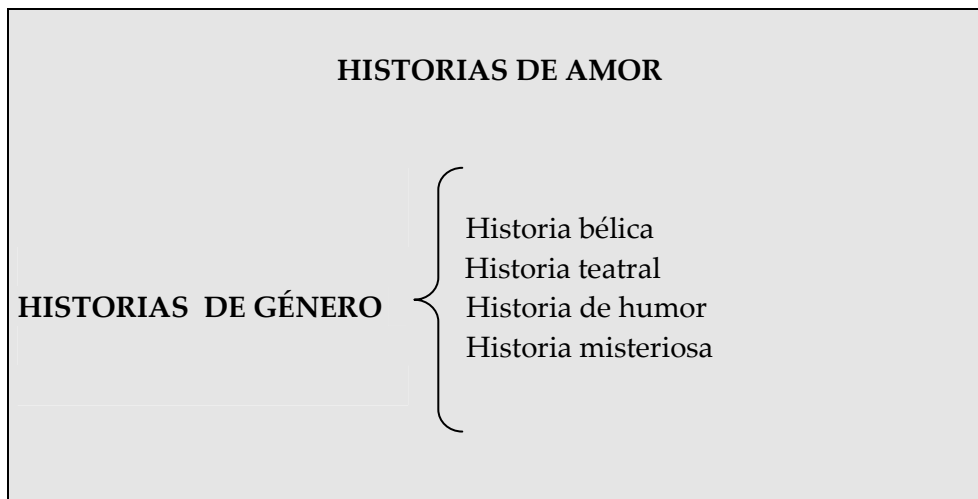 HISTORIAS DE AMOR
HISTORIAS DE GÉNERO
Historia bélica
Historia teatral
Historia de humor
Historia misteriosa